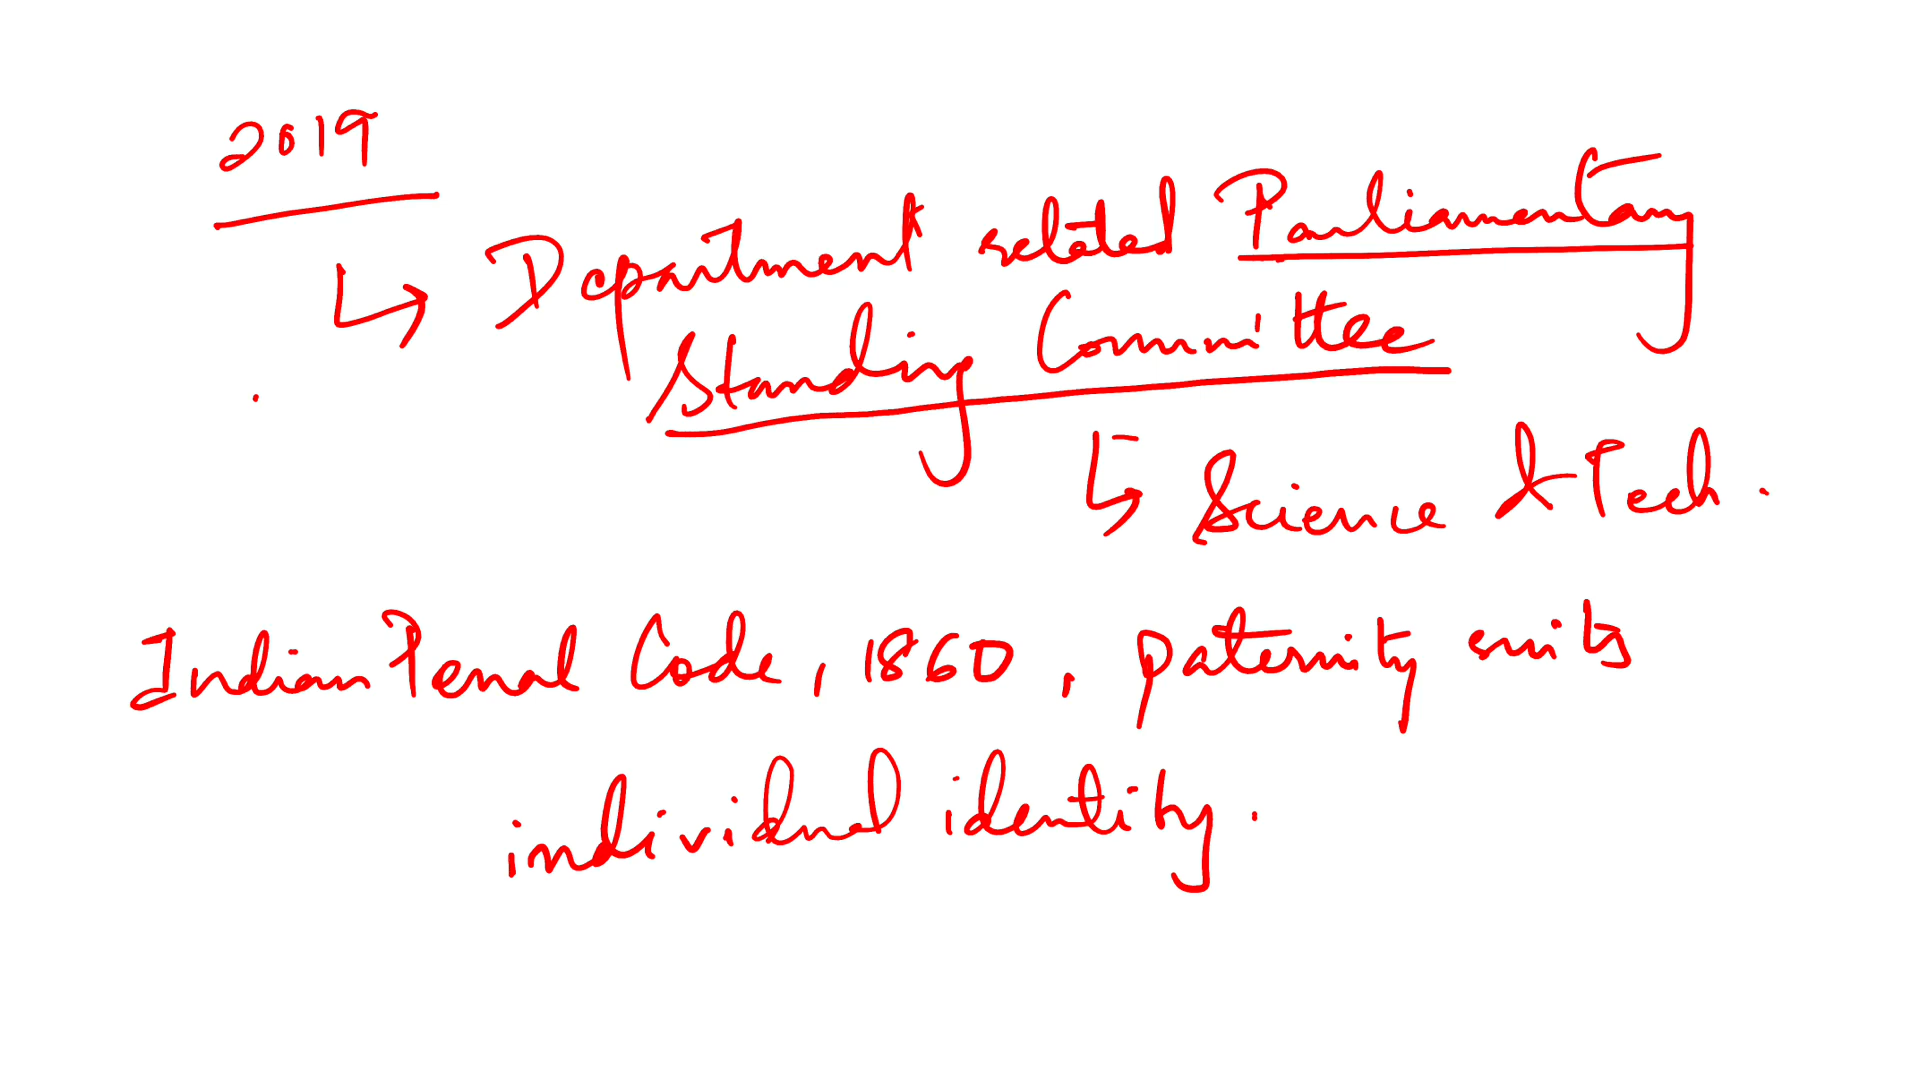 2019
↳ Department related Parliamentary
Standing Committee
↳ Science & Tech.
Indian Penal Code, 1860, paternity suits
individual identity.